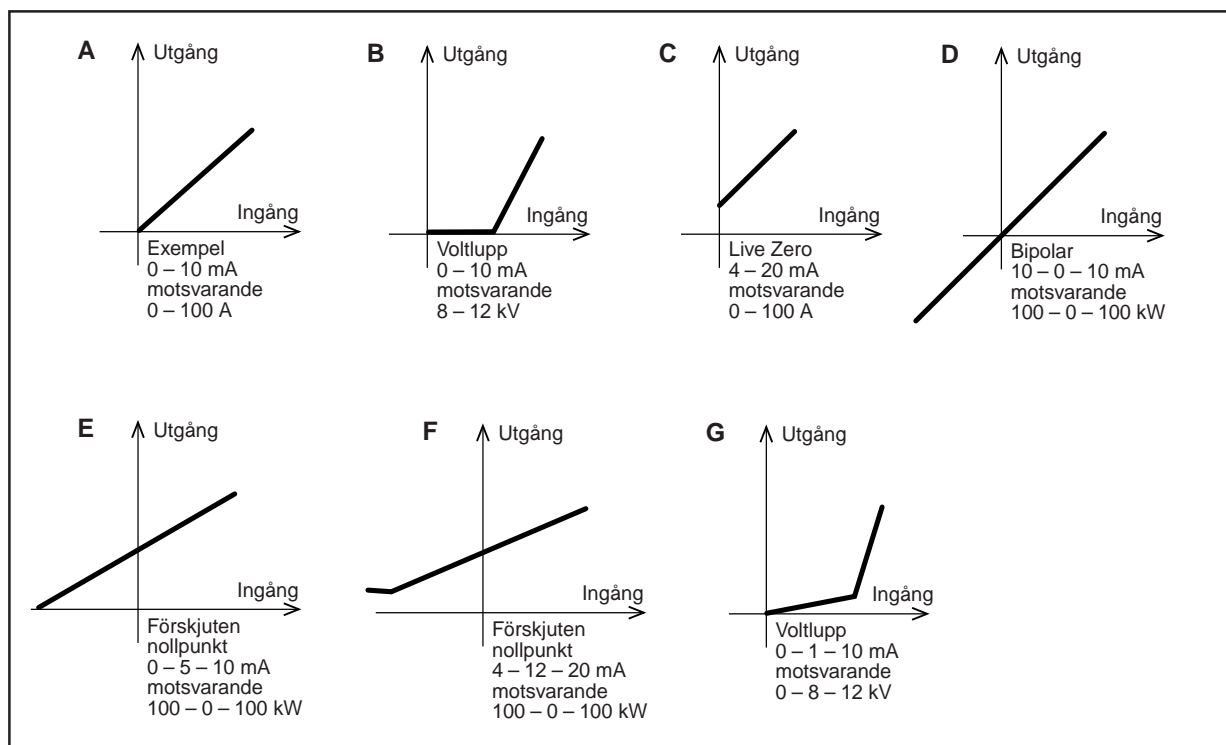 A
Utgång
Ingång
Exempel
0 – 10 mA
motsvarande
0 – 100 A
B
Utgång
Ingång
Voltlupp
0 – 10 mA
motsvarande
8 – 12 kV
C
Utgång
Ingång
Live Zero
4 – 20 mA
motsvarande
0 – 100 A
D
Utgång
Ingång
Bipolar
10 – 0 – 10 mA
motsvarande
100 – 0 – 100 kW
E
Utgång
Ingång
Förskjuten
nollpunkt
0 – 5 – 10 mA
motsvarande
100 – 0 – 100 kW
F
Utgång
Ingång
Förskjuten
nollpunkt
4 – 12 – 20 mA
motsvarande
100 – 0 – 100 kW
G
Utgång
Ingång
Voltlupp
0 – 1 – 10 mA
motsvarande
0 – 8 – 12 kV